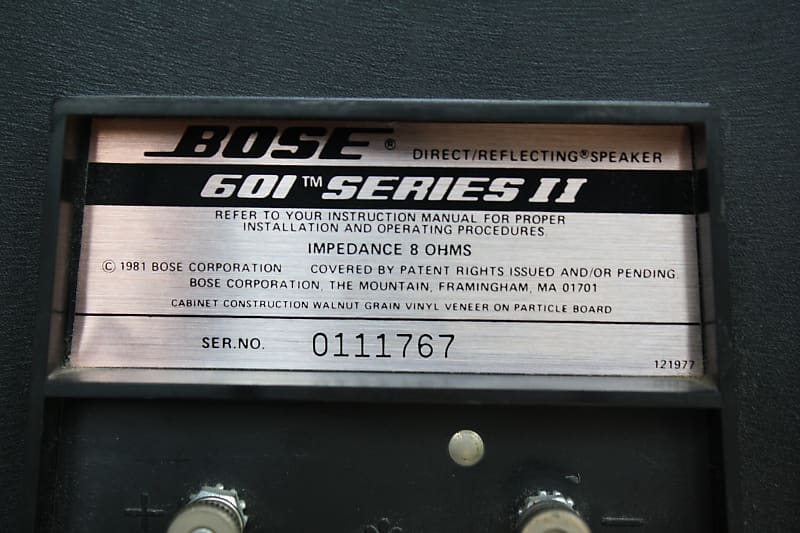 BOSE® DIRECT/REFLECTING® SPEAKER
601™ SERIES II
REFER TO YOUR INSTRUCTION MANUAL FOR PROPER
INSTALLATION AND OPERATING PROCEDURES.
IMPEDANCE 8 OHMS
© 1981 BOSE CORPORATION COVERED BY PATENT RIGHTS ISSUED AND/OR PENDING
BOSE CORPORATION, THE MOUNTAIN, FRAMINGHAM, MA 01701
CABINET CONSTRUCTION WALNUT GRAIN VINYL VENEER ON PARTICLE BOARD
SER.NO. 0111767
121977
+ −